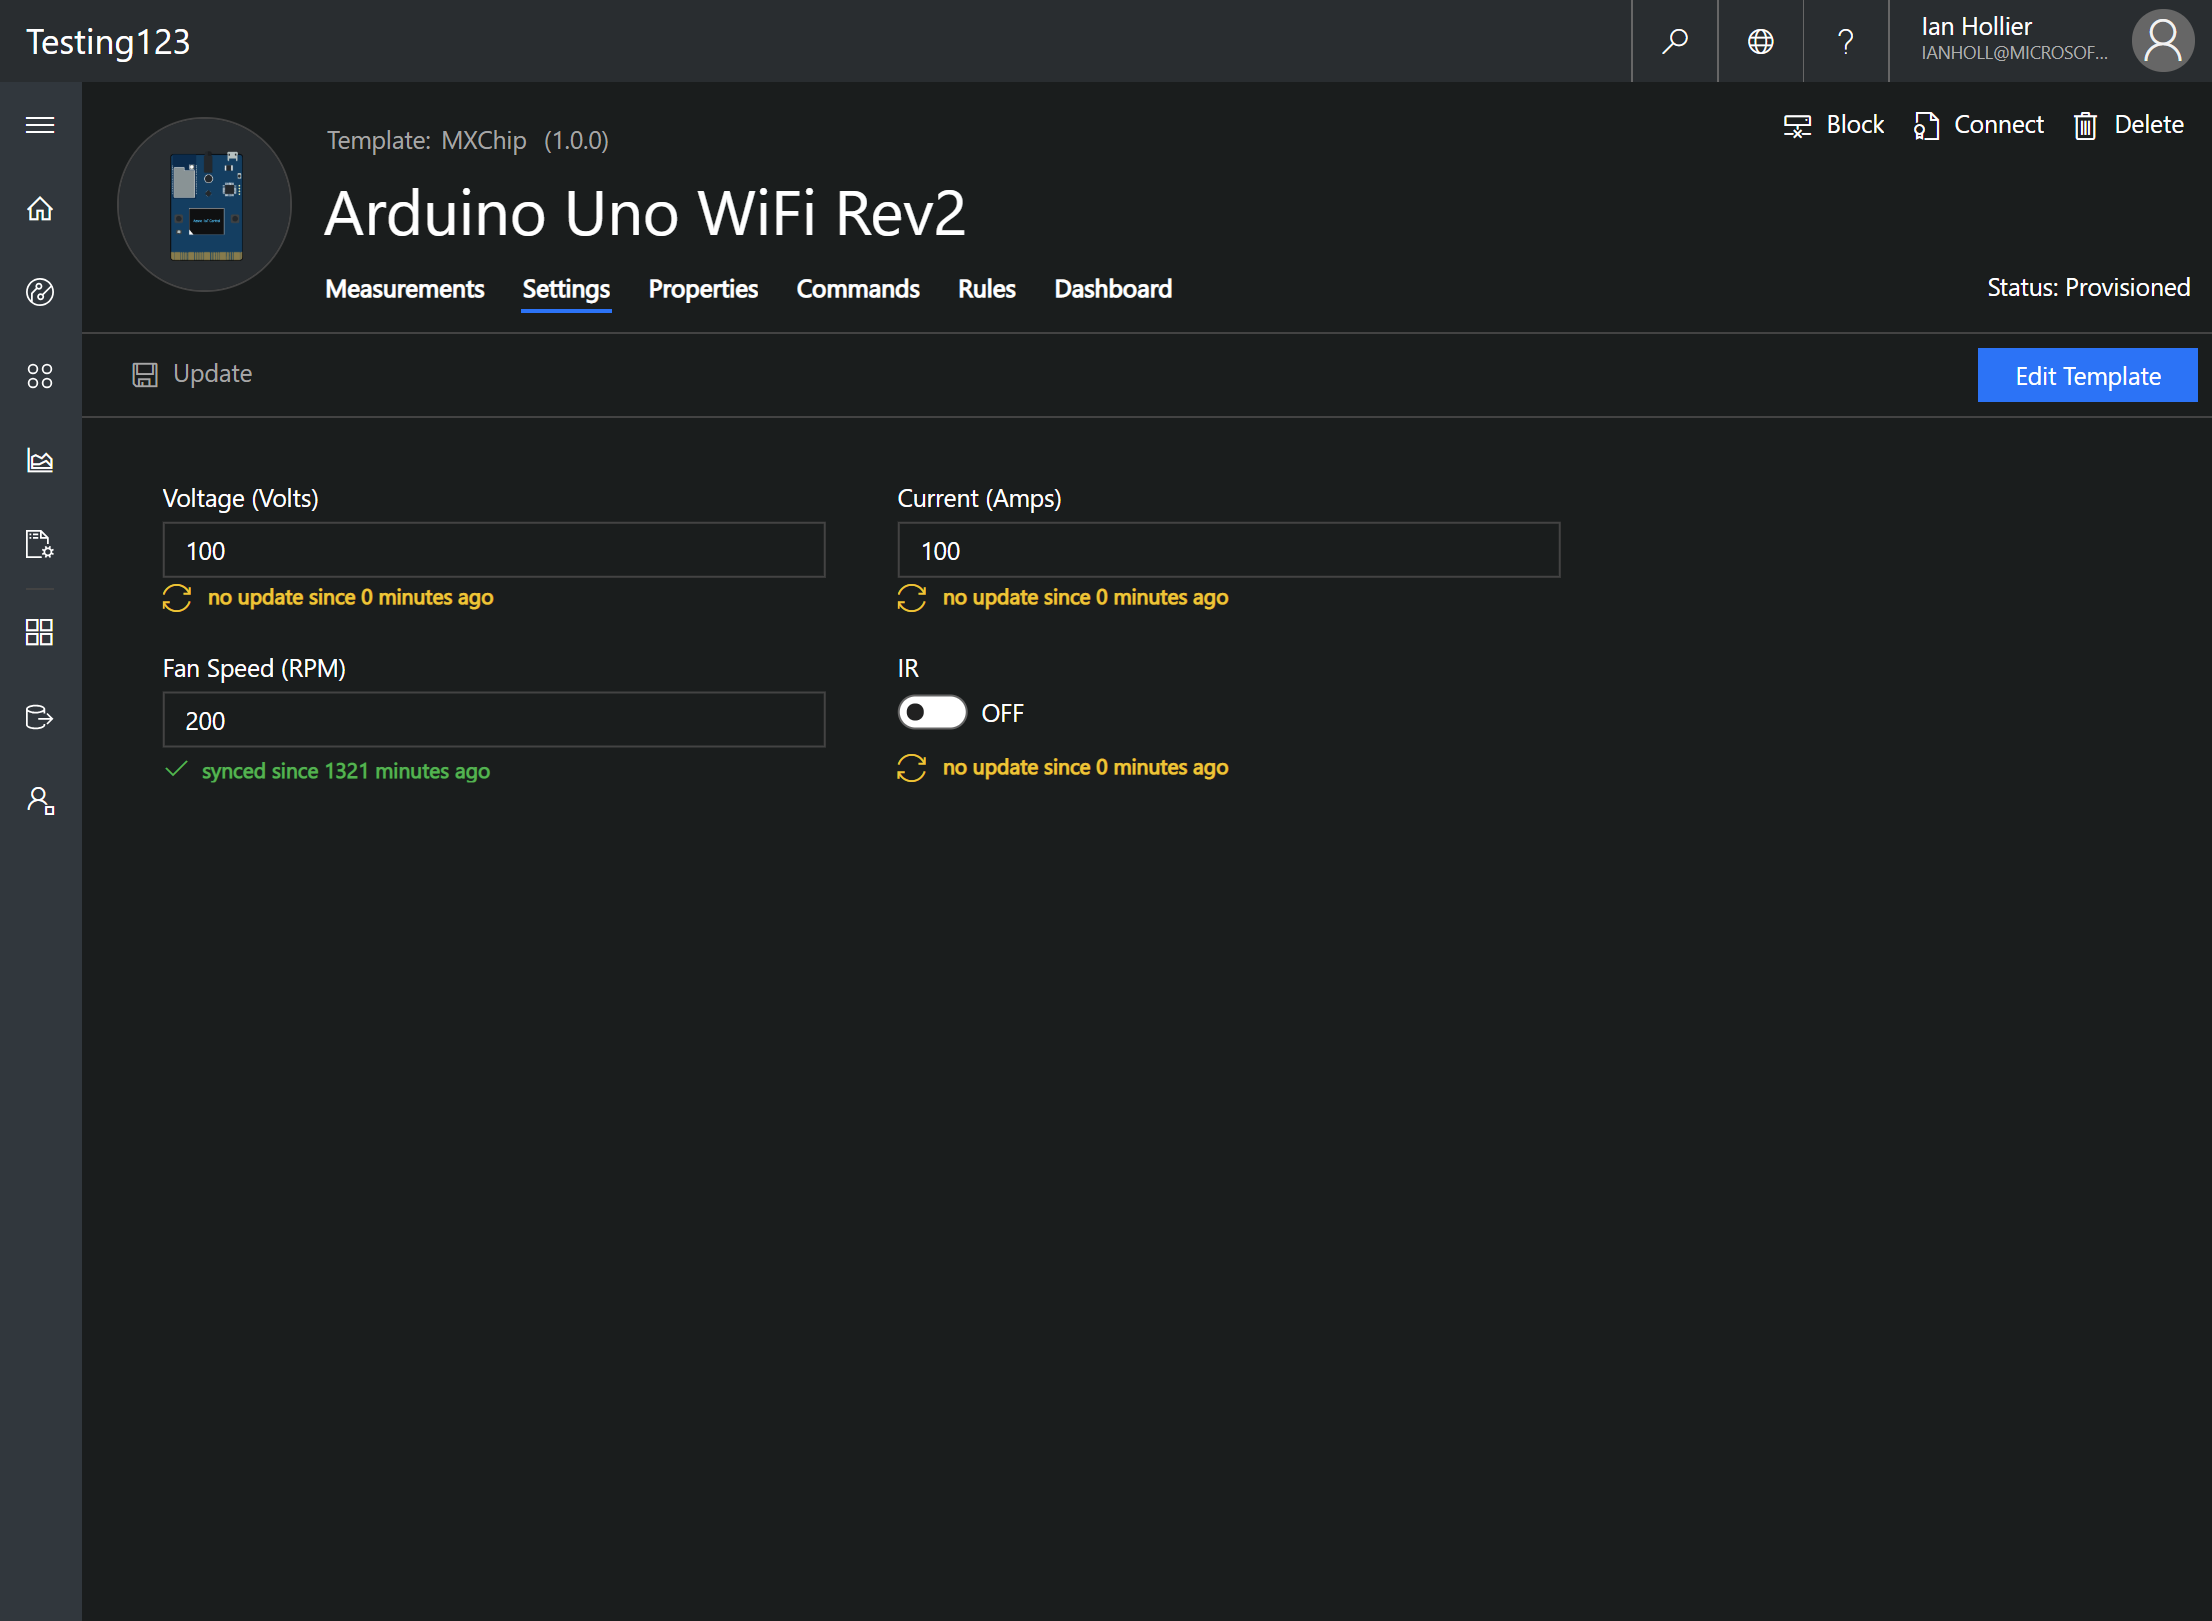 Testing123
Ian Hollier
IANHOLL@MICROSOF...
Template: MXChip (1.0.0)
Block
Connect
Delete
Arduino Uno WiFi Rev2
Measurements
Settings
Properties
Commands
Rules
Dashboard
Status: Provisioned
Update
Edit Template
Voltage (Volts)
100
no update since 0 minutes ago
Current (Amps)
100
no update since 0 minutes ago
Fan Speed (RPM)
200
synced since 1321 minutes ago
IR
OFF
no update since 0 minutes ago